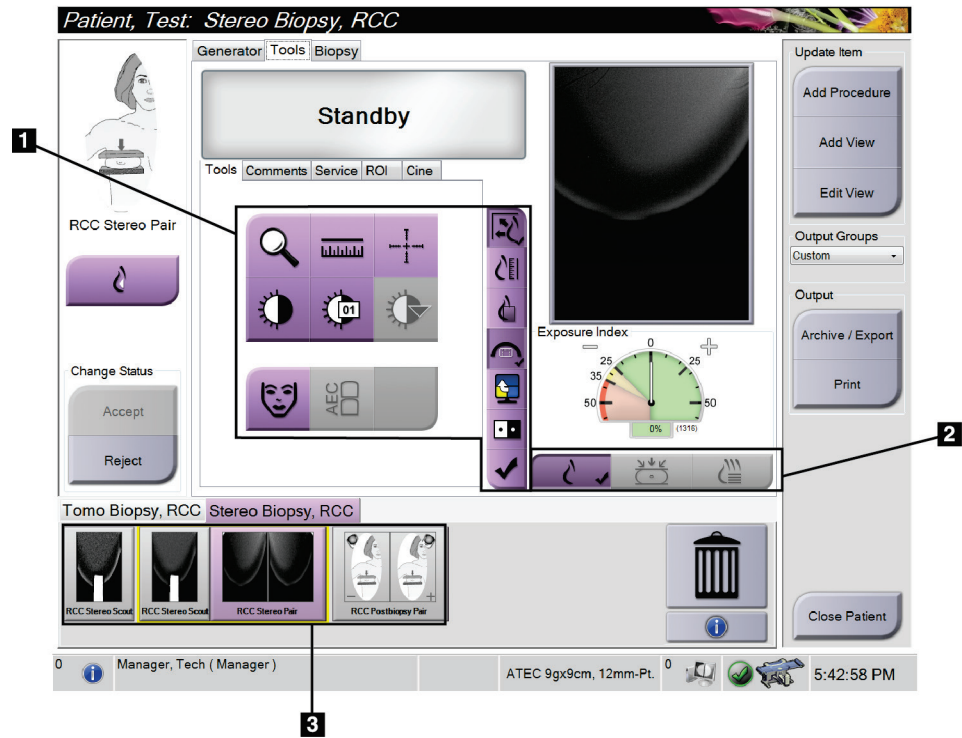 Patient, Test: Stereo Biopsy, RCC
Generator Tools Biopsy
Update Item
Add Procedure
Add View
Edit View
Standby
1
Tools Comments Service ROI Cine
RCC Stereo Pair
01
AEC
Output Groups
Custom
Output
Archive / Export
Print
Exposure Index
0
25 25
35
50 50
0% (1316)
Change Status
Accept
Reject
2
Tomo Biopsy, RCC Stereo Biopsy, RCC
RCC Stereo Scout RCC Stereo Scout RCC Stereo Pair RCC Postbiopsy Pair
Close Patient
0 Manager, Tech ( Manager ) ATEC 9gx9cm, 12mm-Pt. 0 5:42:58 PM
3